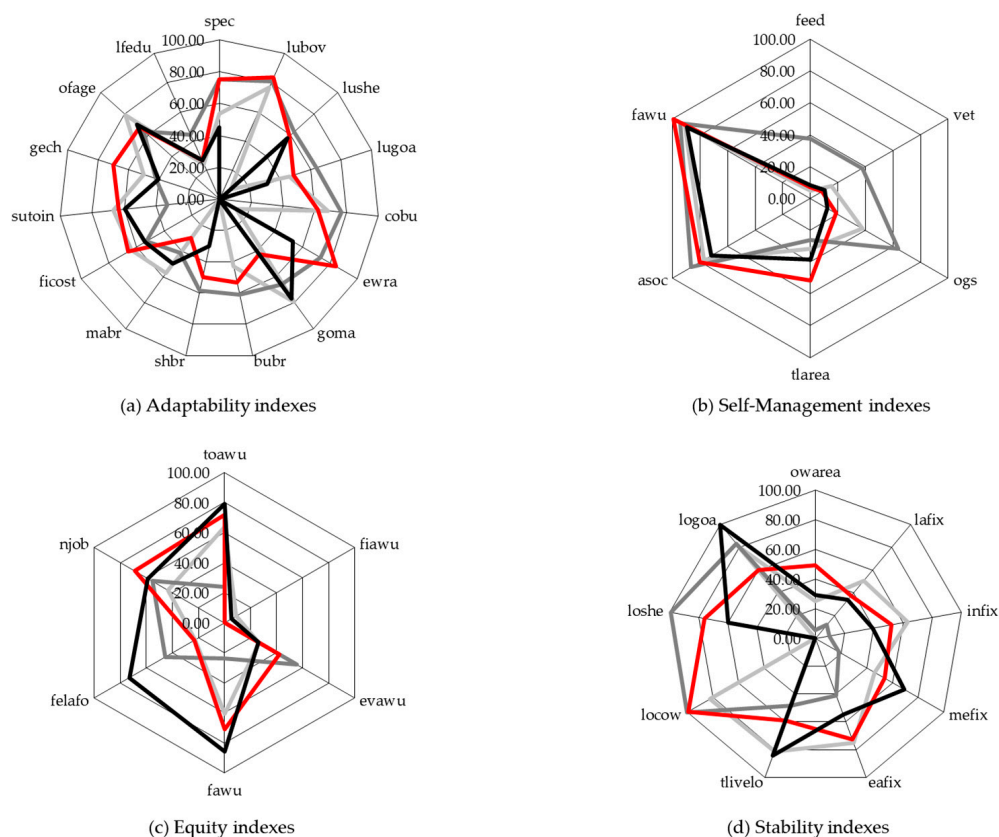 spec
100.00
lfedu
lubov
80.00
ofage
lushe
60.00
40.00
gech
lugoa
20.00
0.00
sutoin
cobu
ficost
ewra
mabr
goma
shbr
bubr
(a) Adaptability indexes
feed
100.00
80.00
fawu
vet
60.00
40.00
20.00
0.00
asoc
ogs
tlarea
(b) Self-Management indexes
toawu
100.00
80.00
njob
fiawu
60.00
40.00
20.00
0.00
felafo
evawu
fawu
(c) Equity indexes
owarea
100.00
logoa
lafix
80.00
60.00
40.00
loshe
infix
20.00
0.00
locow
mefix
tlivelo
eafix
(d) Stability indexes